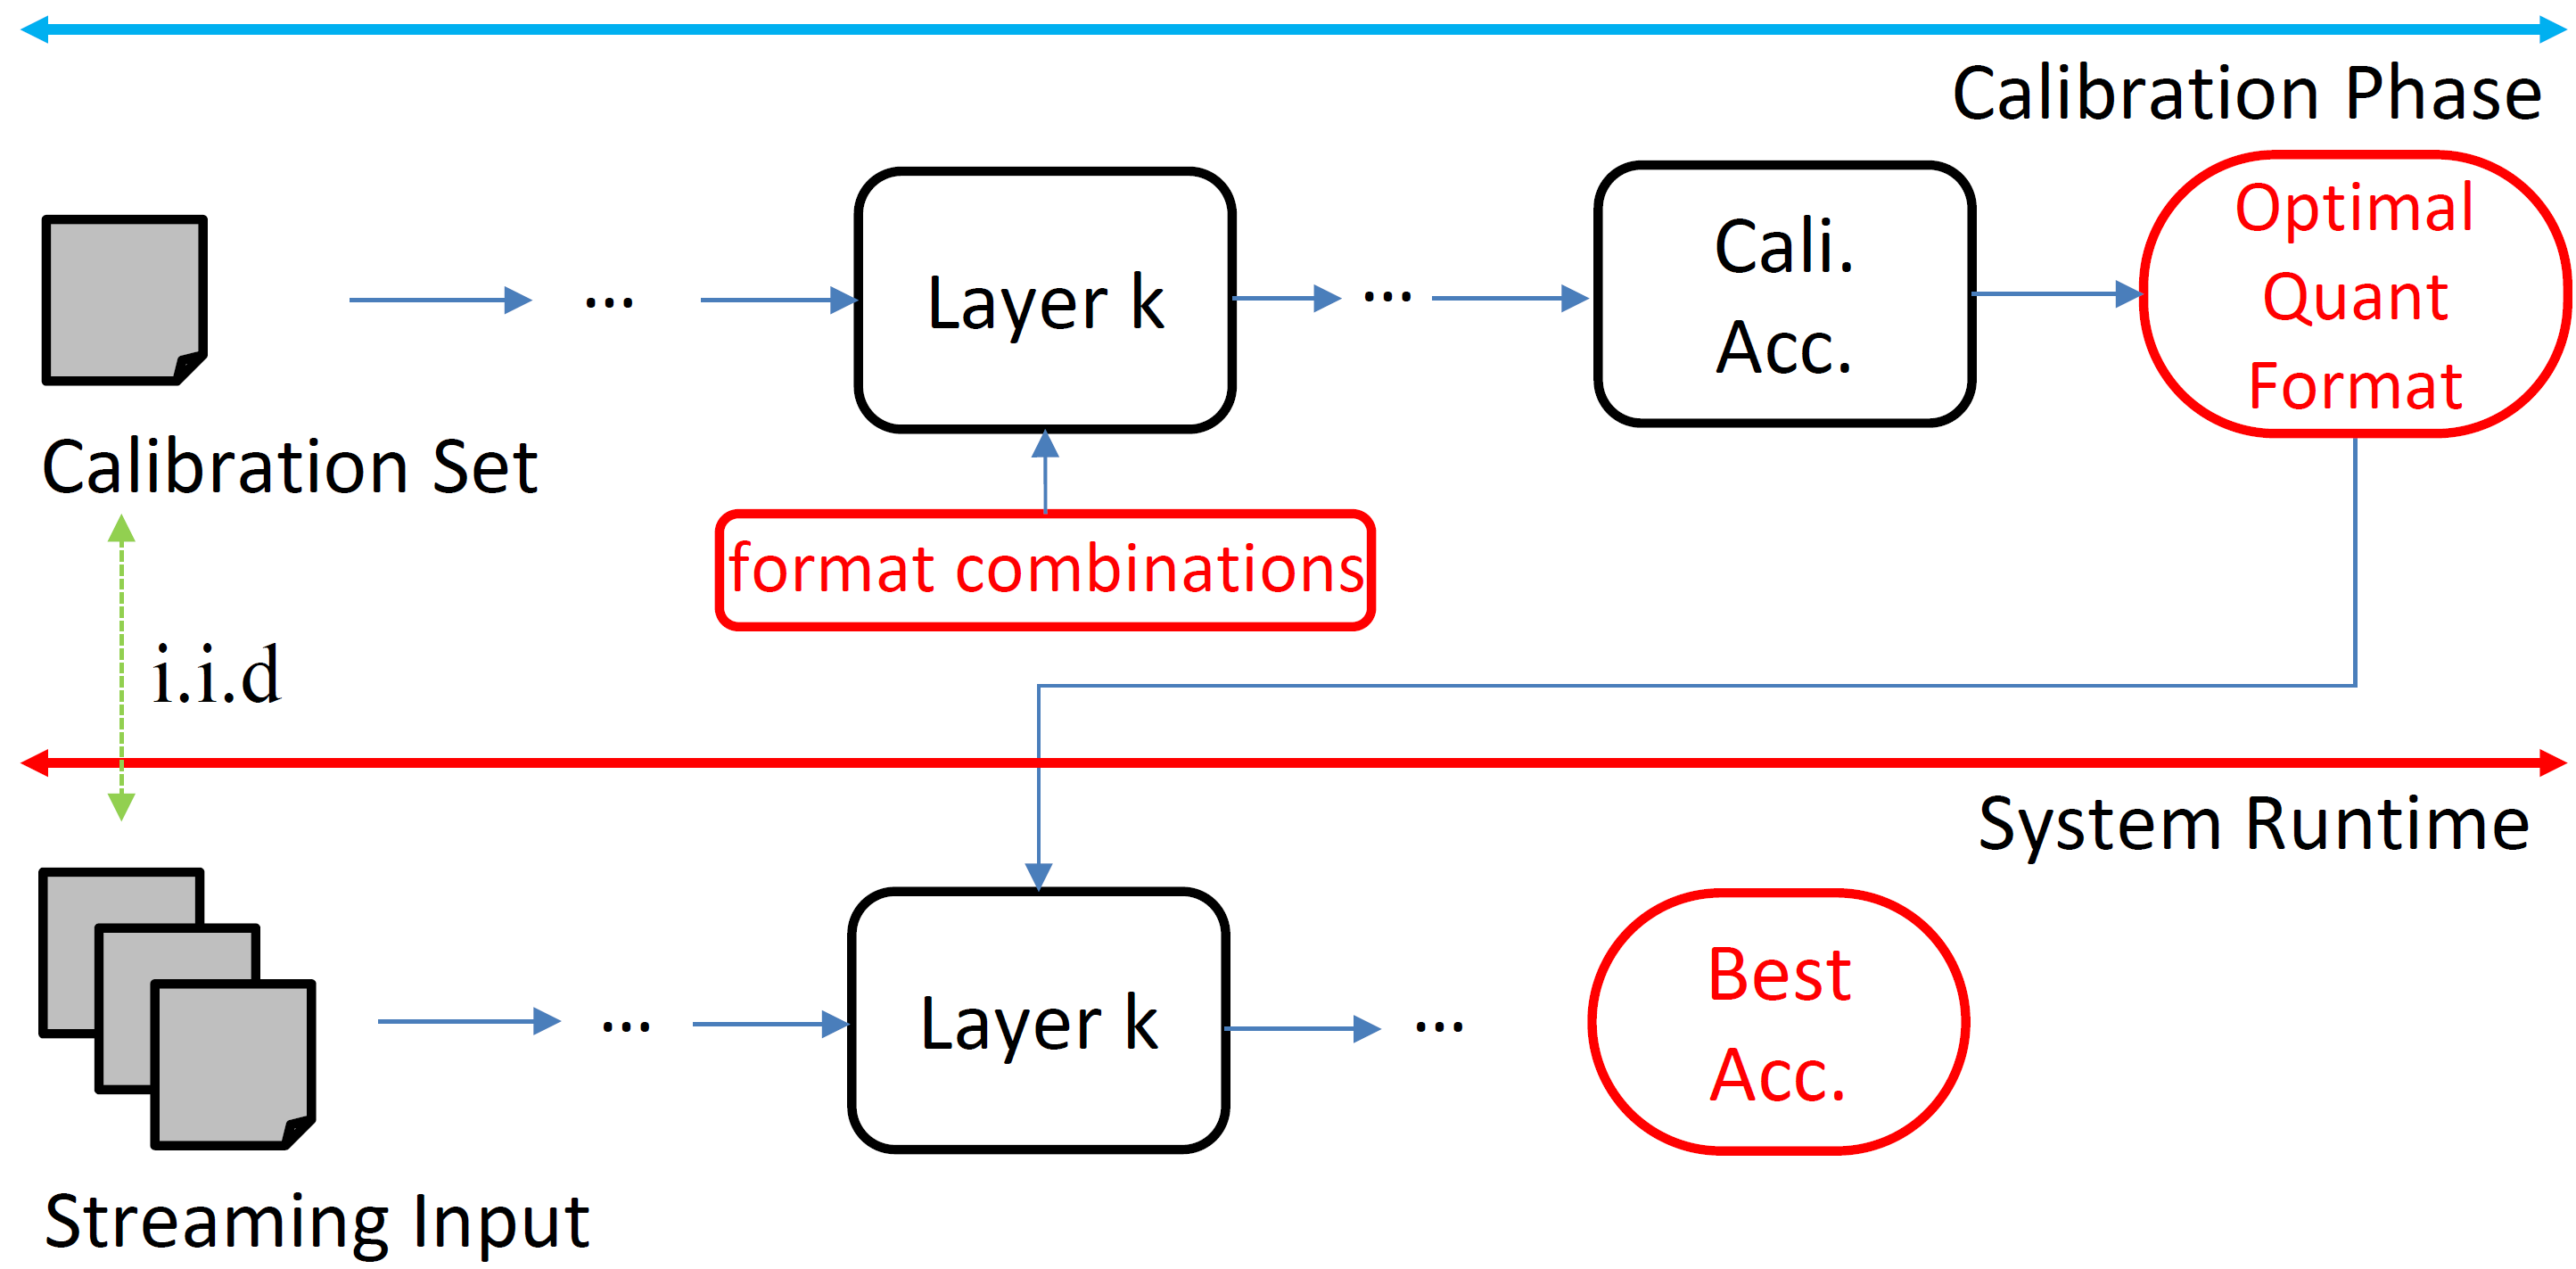 Calibration Phase
... 
Layer k
...
Cali.
Acc.
Optimal
Quant
Format
Calibration Set
format combinations
i.i.d
System Runtime
...
Layer k
...
Best
Acc.
Streaming Input